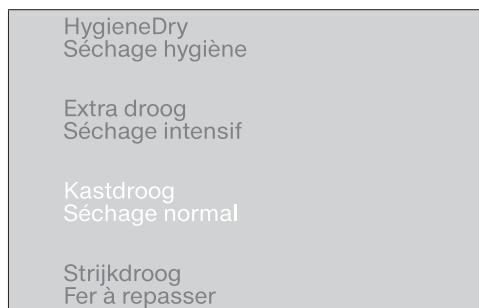 HygieneDry
Séchage hygiène
Extra droog
Séchage intensif
Kastdroog
Séchage normal
Strijkdroog
Fer à repasser